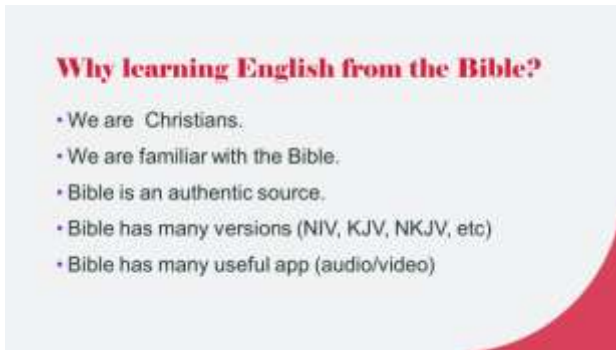 Why learning English from the Bible?
• We are Christians.
• We are familiar with the Bible.
• Bible is an authentic source.
• Bible has many versions (NIV, KJV, NKJV, etc)
• Bible has many useful app (audio/video)